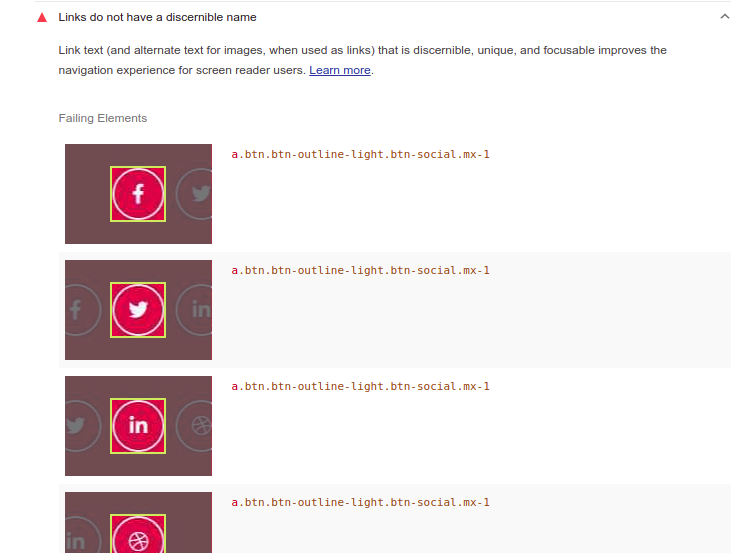 Links do not have a discernible name
Link text (and alternate text for images, when used as links) that is discernible, unique, and focusable improves the
navigation experience for screen reader users. Learn more.
Failing Elements
a.btn.btn-outline-light.btn-social.mx-1
f
a.btn.btn-outline-light.btn-social.mx-1
f
in
a.btn.btn-outline-light.btn-social.mx-1
in
a.btn.btn-outline-light.btn-social.mx-1
in